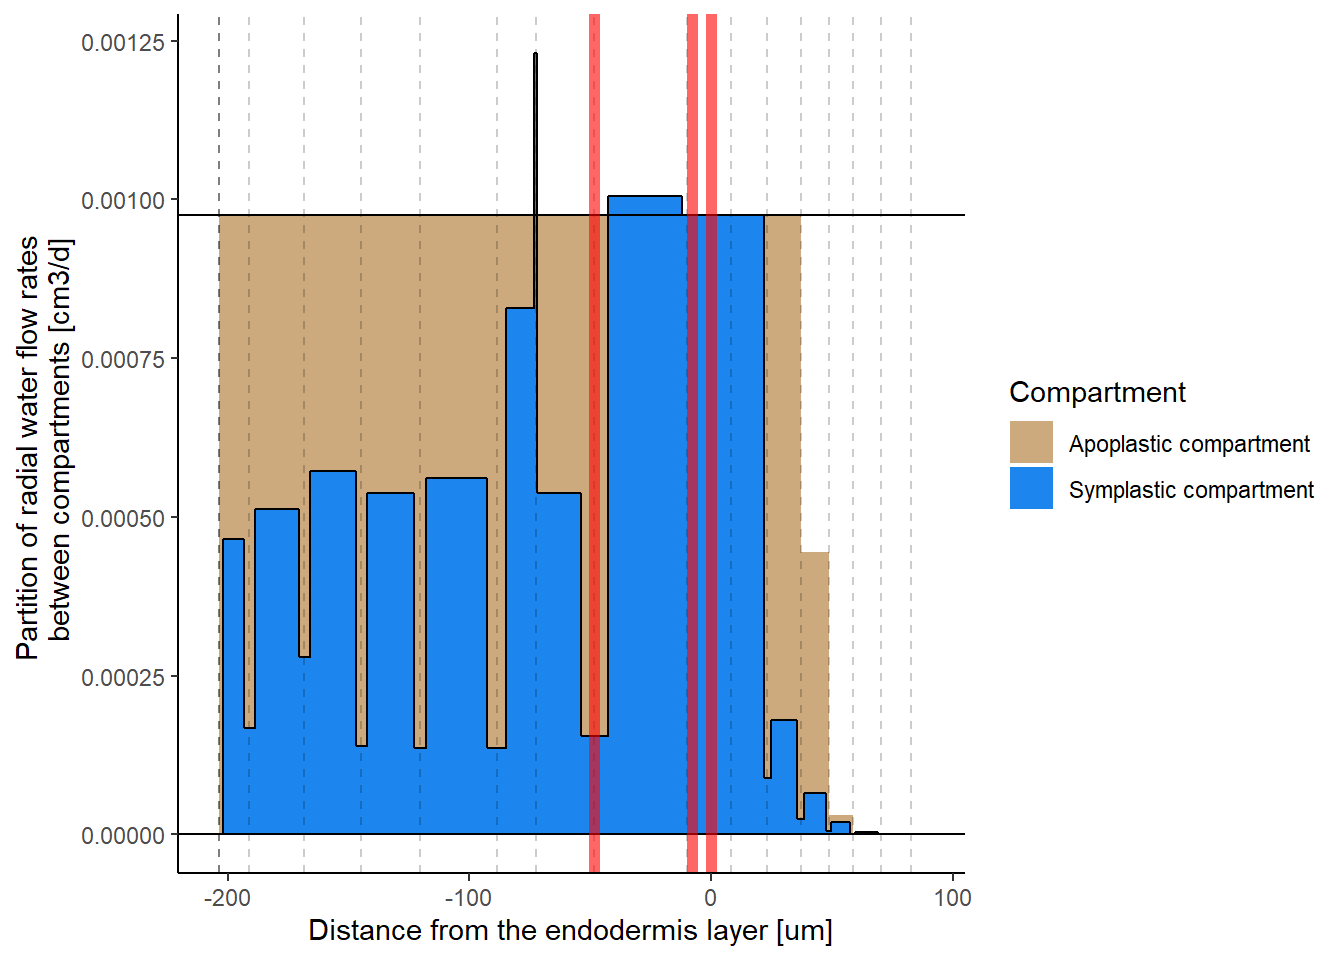 0.00125
0.00100
0.00075
0.00050
0.00025
0.00000
Partition of radial water flow rates
between compartments [cm3/d]
-200
-100
0
100
Distance from the endodermis layer [um]
Compartment
Apoplastic compartment
Symplastic compartment